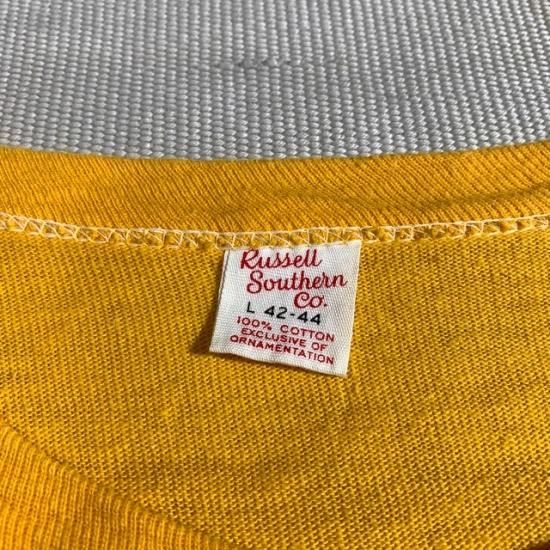 Russell
Southern
Co.
L 42-44
100% COTTON
EXCLUSIVE OF
ORNAMENTATION